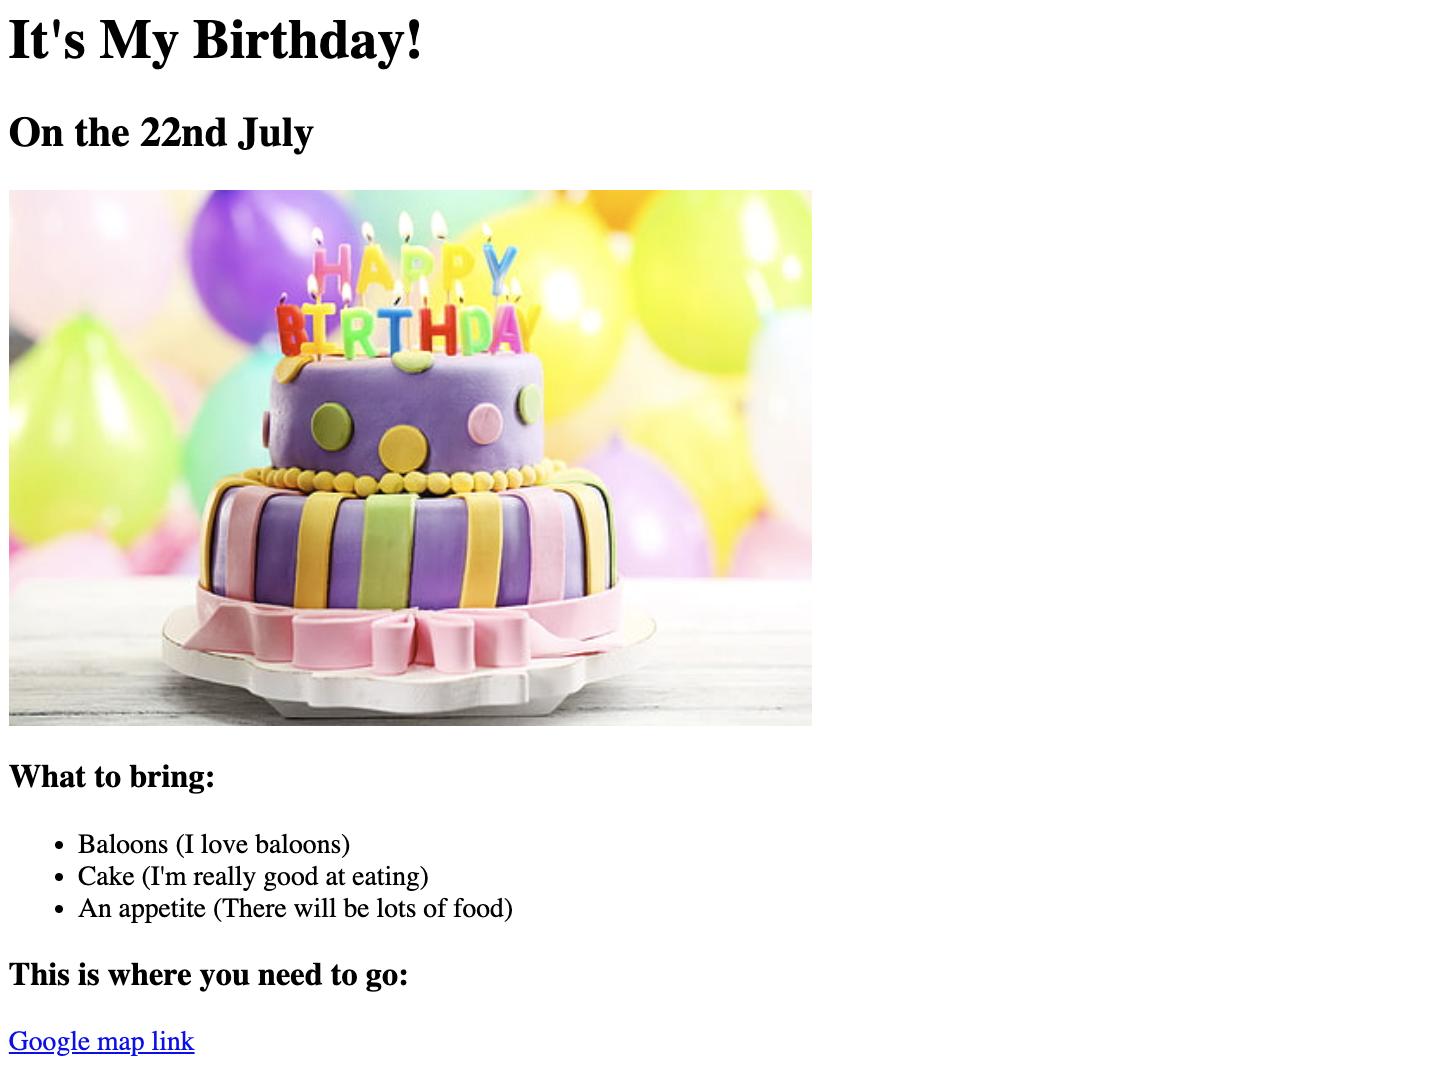 It's My Birthday!
On the 22nd July
HAPPY
BIRTHDAY
What to bring:
• Baloons (I love baloons)
• Cake (I'm really good at eating)
• An appetite (There will be lots of food)
This is where you need to go:
Google map link